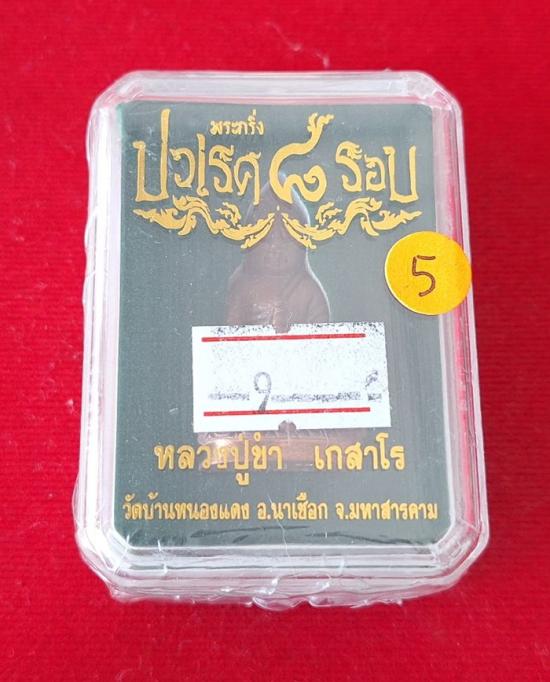 พระกริ่ง
ปวเรศ ๘ รอบ
5
หลวงปู่ขำ เกสาโร
วัดบ้านหนองแดง อ.นาเชือก จ.มหาสารคาม